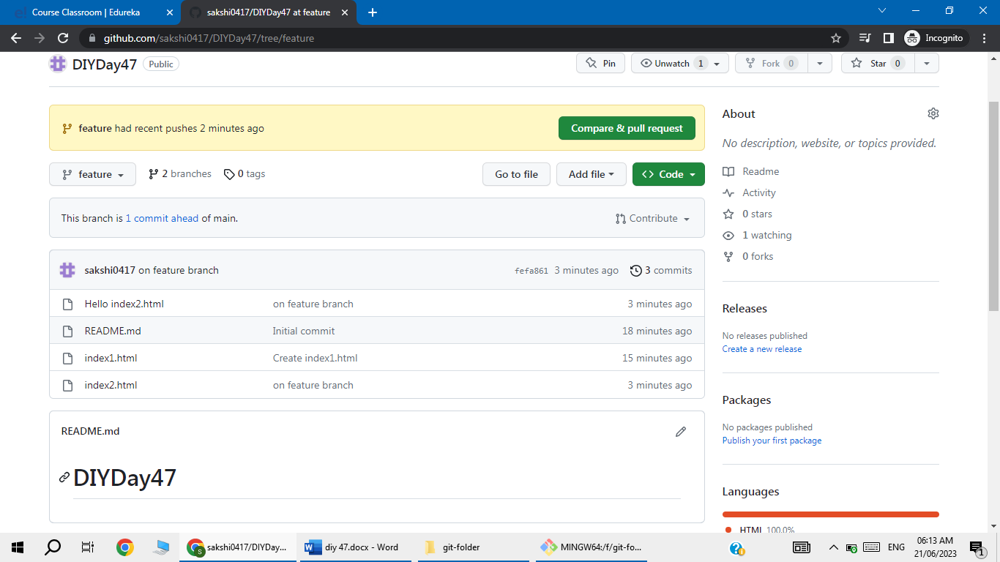 Course Classroom | Edureka
sakshi0417/DIYDay47 at feature
github.com/sakshi0417/DIYDay47/tree/feature
Incognito
DIYDay47 Public
Pin
Unwatch 1
Fork 0
Star 0
feature had recent pushes 2 minutes ago
Compare & pull request
feature
2 branches
0 tags
Go to file
Add file
<> Code
This branch is 1 commit ahead of main.
Contribute
sakshi0417 on feature branch
fefa861 3 minutes ago
3 commits
Hello index2.html on feature branch 3 minutes ago
README.md Initial commit 18 minutes ago
index1.html Create index1.html 15 minutes ago
index2.html on feature branch 3 minutes ago
README.md
DIYDay47
About
No description, website, or topics provided.
Readme
Activity
0 stars
1 watching
0 forks
Releases
No releases published
Create a new release
Packages
No packages published
Publish your first package
Languages
HTML 100.0%
sakshi0417/DIYDay...
diy 47.docx - Word
git-folder
MINGW64:/f/git-fo...
ENG
06:13 AM
21/06/2023
1